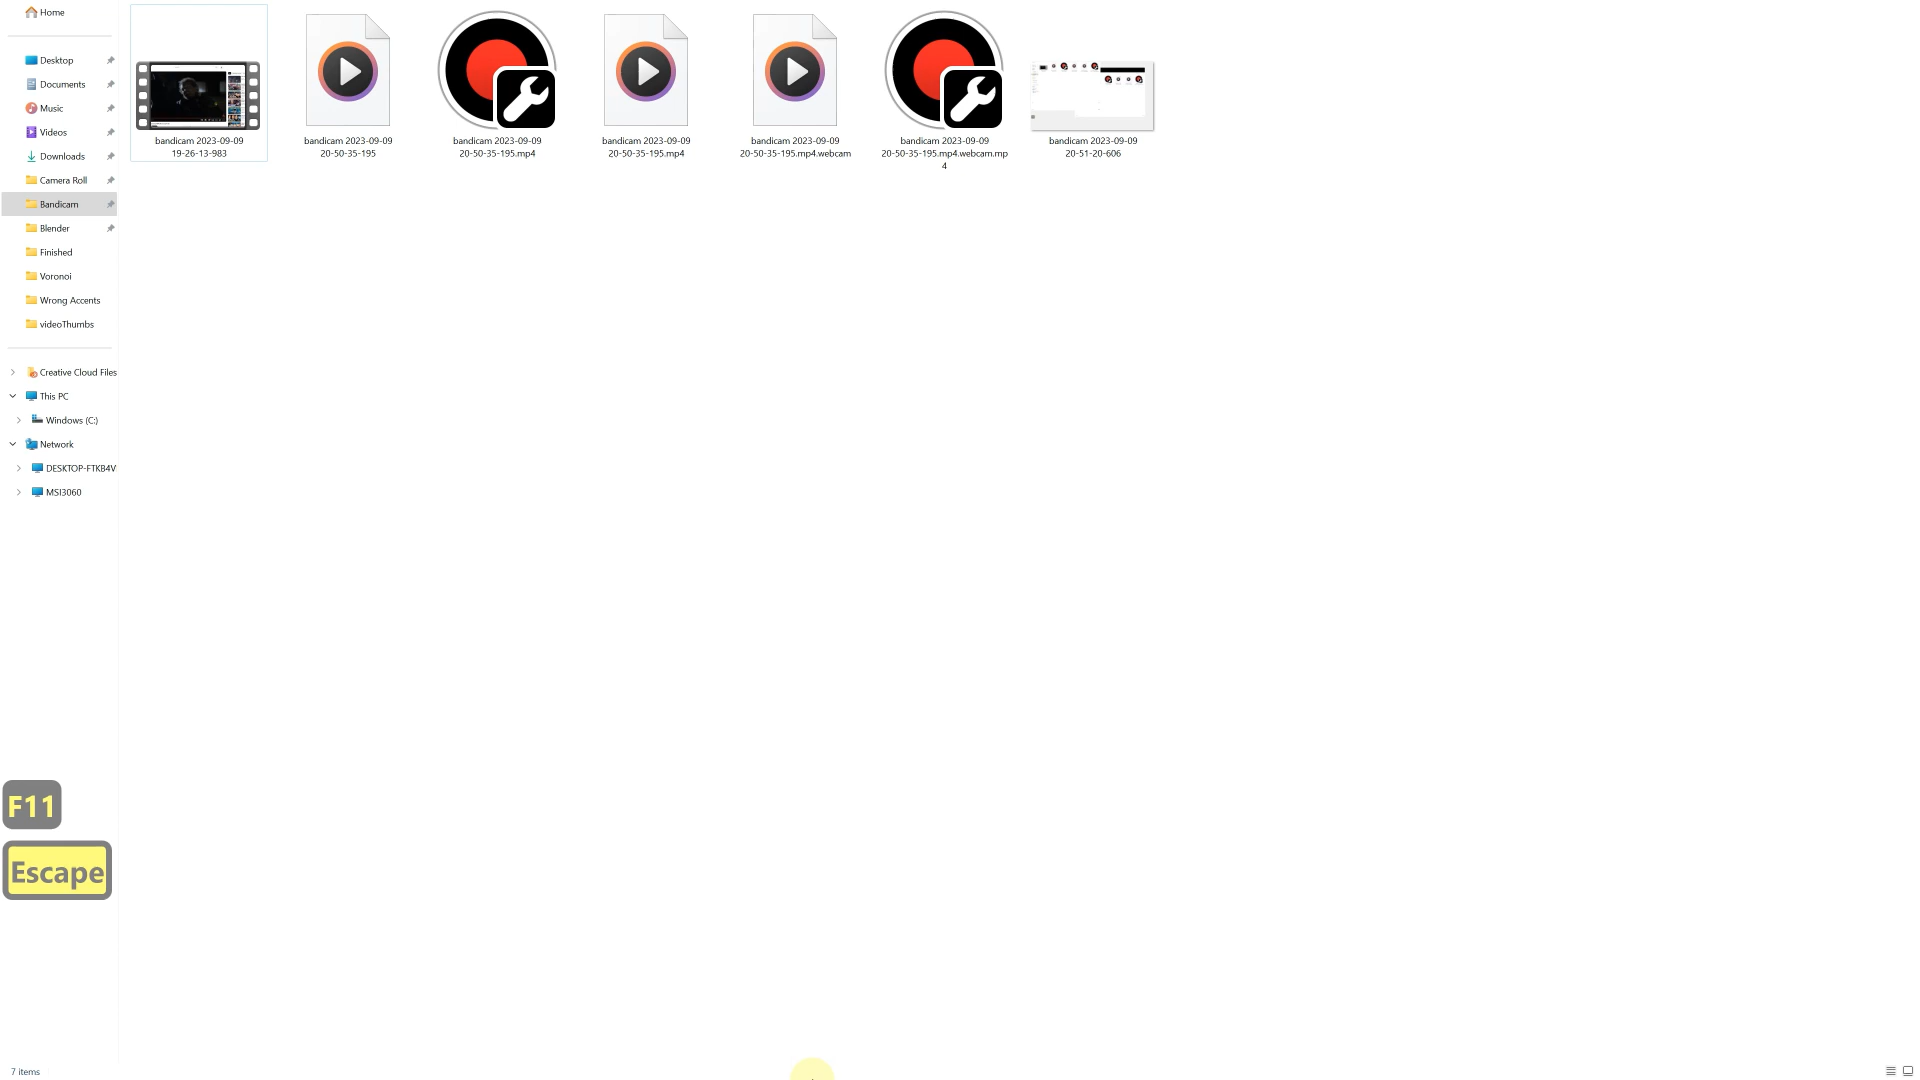 Home
Desktop
Documents
Music
Videos
Downloads
Camera Roll
Bandicam
Blender
Finished
Voronoi
Wrong Accents
videoThumbs
Creative Cloud Files
This PC
Windows (C:)
Network
DESKTOP-FTKB4V
MSI3060
bandicam 2023-09-09
19-26-13-983
bandicam 2023-09-09
20-50-35-195
bandicam 2023-09-09
20-50-35-195.mp4
bandicam 2023-09-09
20-50-35-195.mp4
bandicam 2023-09-09
20-50-35-195.mp4.webcam
bandicam 2023-09-09
20-50-35-195.mp4.webcam.mp
4
bandicam 2023-09-09
20-51-20-606
F11
Escape
7 items